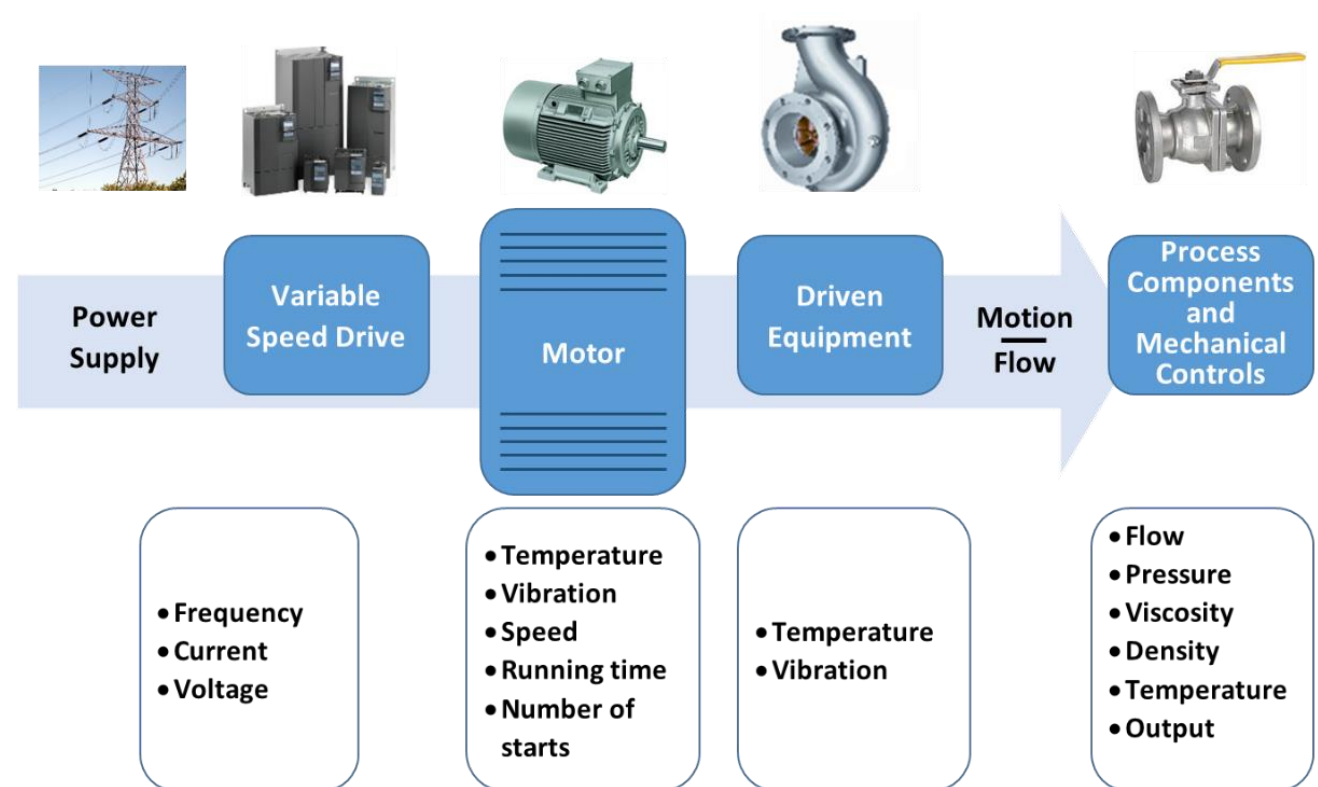 Power
Supply
Variable
Speed Drive
Motor
Driven
Equipment
Motion
Flow
Process
Components
and
Mechanical
Controls
• Frequency
• Current
• Voltage
• Temperature
• Vibration
• Speed
• Running time
• Number of
starts
• Temperature
• Vibration
• Flow
• Pressure
• Viscosity
• Density
• Temperature
• Output